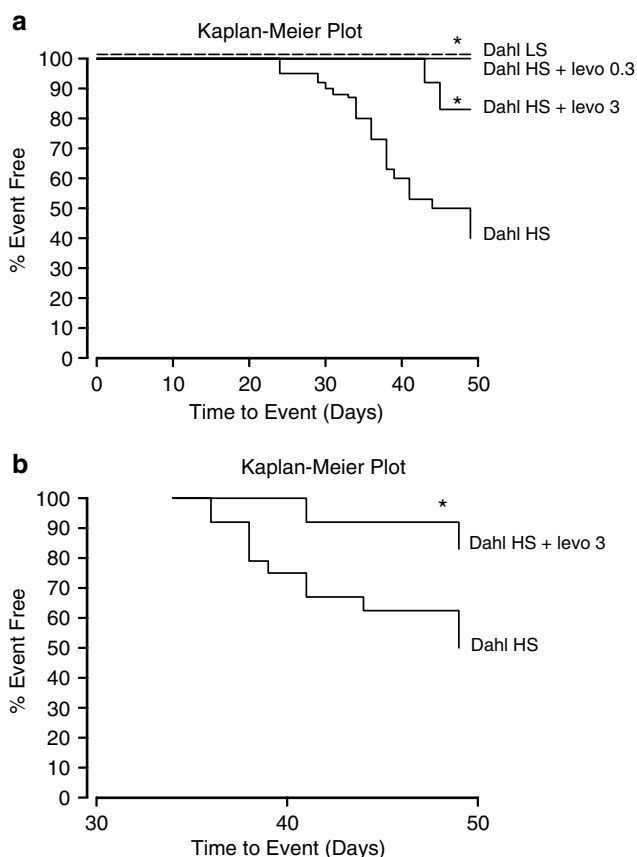 a
Kaplan-Meier Plot
% Event Free
100
90
80
70
60
50
40
30
20
10
0
* Dahl LS
Dahl HS + levo 0.3
* Dahl HS + levo 3
Dahl HS
0 10 20 30 40 50
Time to Event (Days)
b
Kaplan-Meier Plot
% Event Free
100
90
80
70
60
50
40
30
20
10
0
*
Dahl HS + levo 3
Dahl HS
30 40 50
Time to Event (Days)